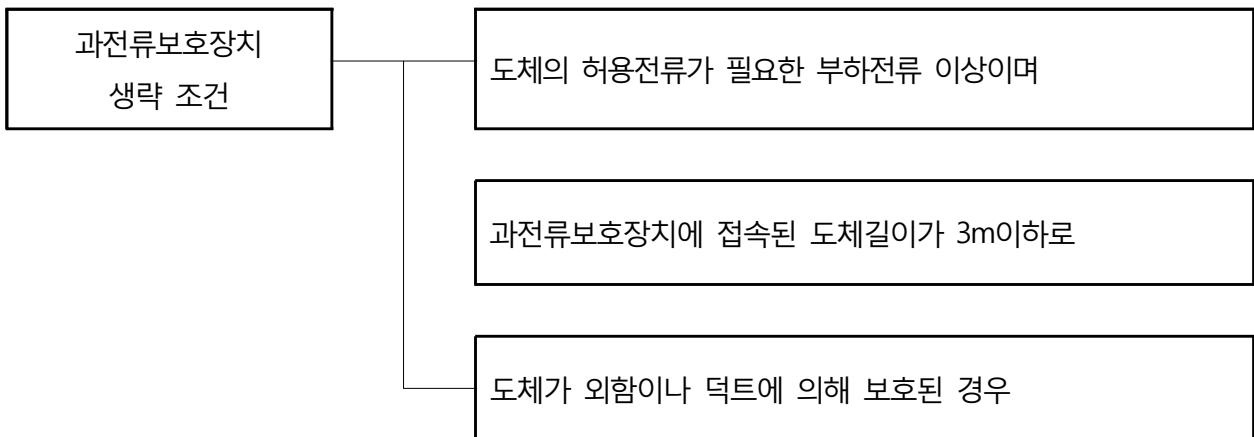 과전류보호장치
생략 조건
도체의 허용전류가 필요한 부하전류 이상이며
과전류보호장치에 접속된 도체길이가 3m이하로
도체가 외함이나 덕트에 의해 보호된 경우